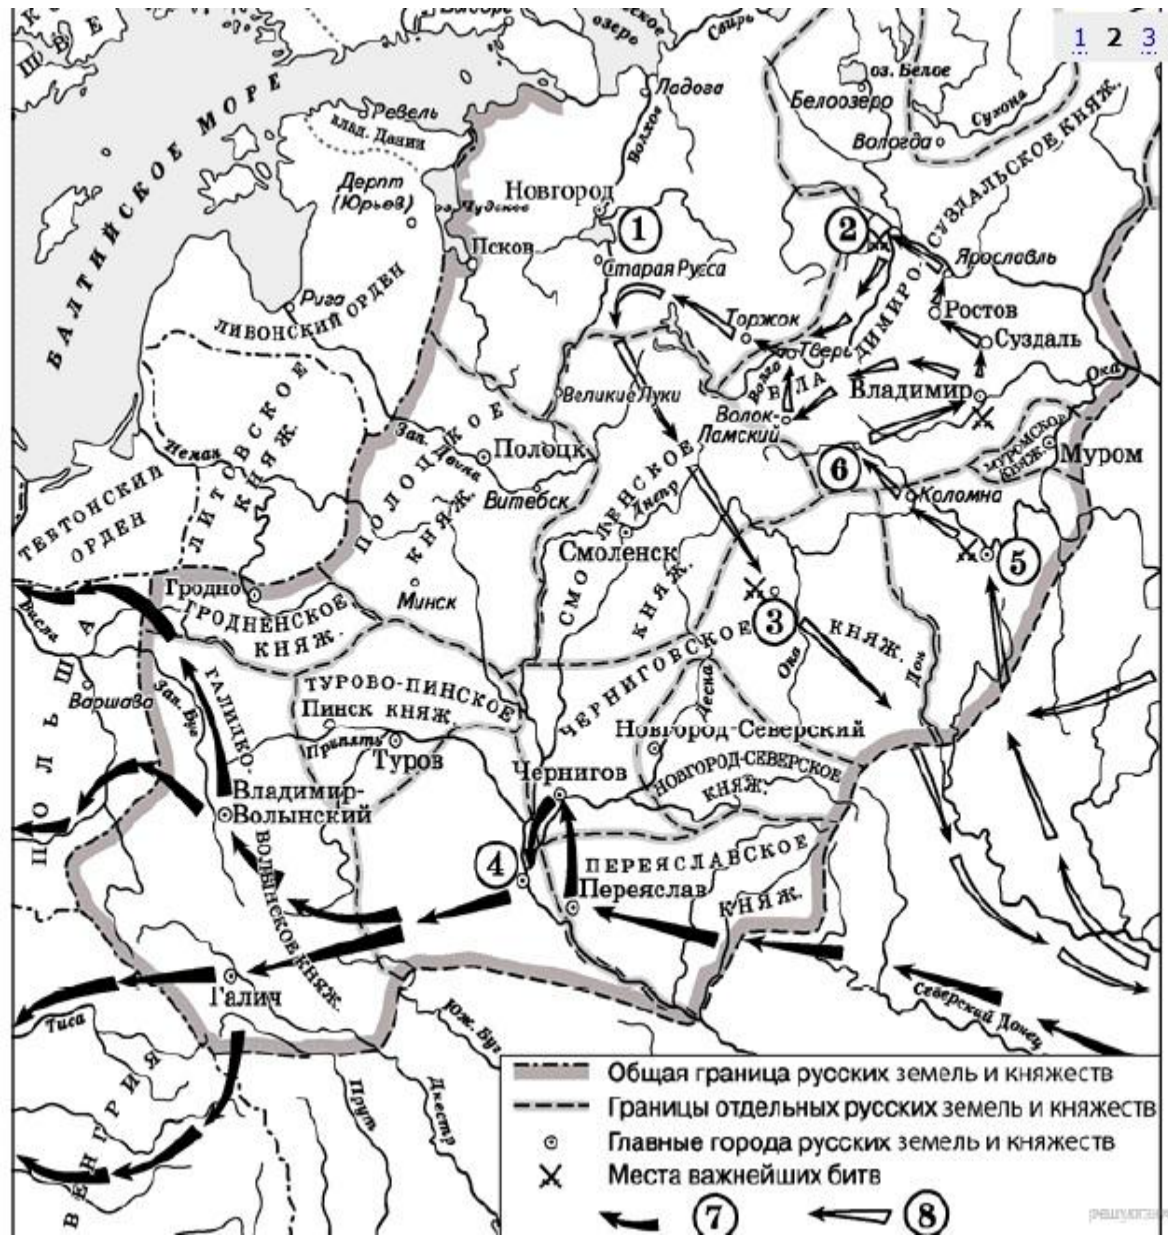 1 2 3
ШВЕ
Выборг
озеро
Свирь
Ладога
оз. Белое
Белоозеро
Сухона
Вологда
Волхов
БАЛТИЙСКОЕ МОРЕ
Ревель
влад. Дании
Дерпт
(Юрьев)
оз. Чудское
Новгород
1
2
Псков
Старая Русса
ВЛАДИМИРО-СУЗДАЛЬСКОЕ КНЯЖ.
Ярославль
Рига
ЛИВОНСКИЙ ОРДЕН
Ростов
Торжок
Суздаль
Тверь
Волга
Великие Луки
Владимир
Ока
Волок-
Ламский
ЛИТОВСКОЕ
КНЯЖ.
Неман
Зап. Двина
Полоцк
ПОЛОЦКОЕ
КНЯЖ.
6
МУРОМСКОЕ
КНЯЖ.
Муром
Витебск
Коломна
ТЕВТОНСКИЙ
ОРДЕН
СМОЛЕНСКОЕ
КНЯЖ.
Днепр
Смоленск
5
Гродно
ГРОДНЕНСКОЕ
КНЯЖ.
Минск
3
Висла
ПОЛЬША
Варшава
Зап. Буг
ГАЛИЦКО-
ВОЛЫНСКОЕ КНЯЖ.
ТУРОВО-ПИНСКОЕ
КНЯЖ.
Пинск
Припять
Туров
ЧЕРНИГОВСКОЕ КНЯЖ.
Десна
Ока
Дон
Новгород-Северский
НОВГОРОД-СЕВЕРСКОЕ
КНЯЖ.
Чернигов
Владимир-
Волынский
4
ПЕРЕЯСЛАВСКОЕ
КНЯЖ.
Переяслав
Галич
Тиса
Северский Донец
Юж. Буг
ВЕНГРИЯ
Прут
Днестр
Общая граница русских земель и княжеств
Границы отдельных русских земель и княжеств
Главные города русских земель и княжеств
Места важнейших битв
7
8